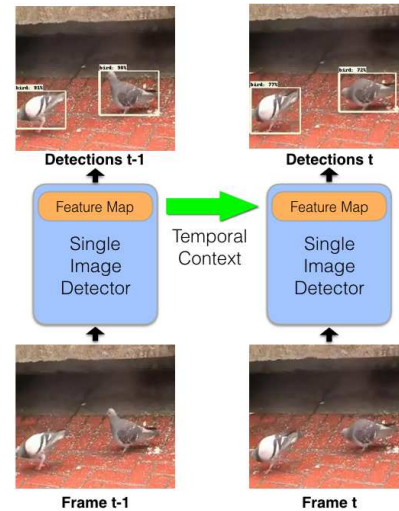 bird: 98%
bird: 91%
bird: 72%
bird: 77%
Detections t-1
Detections t
Feature Map
Feature Map
Single
Image
Detector
Temporal
Context
Single
Image
Detector
Frame t-1
Frame t